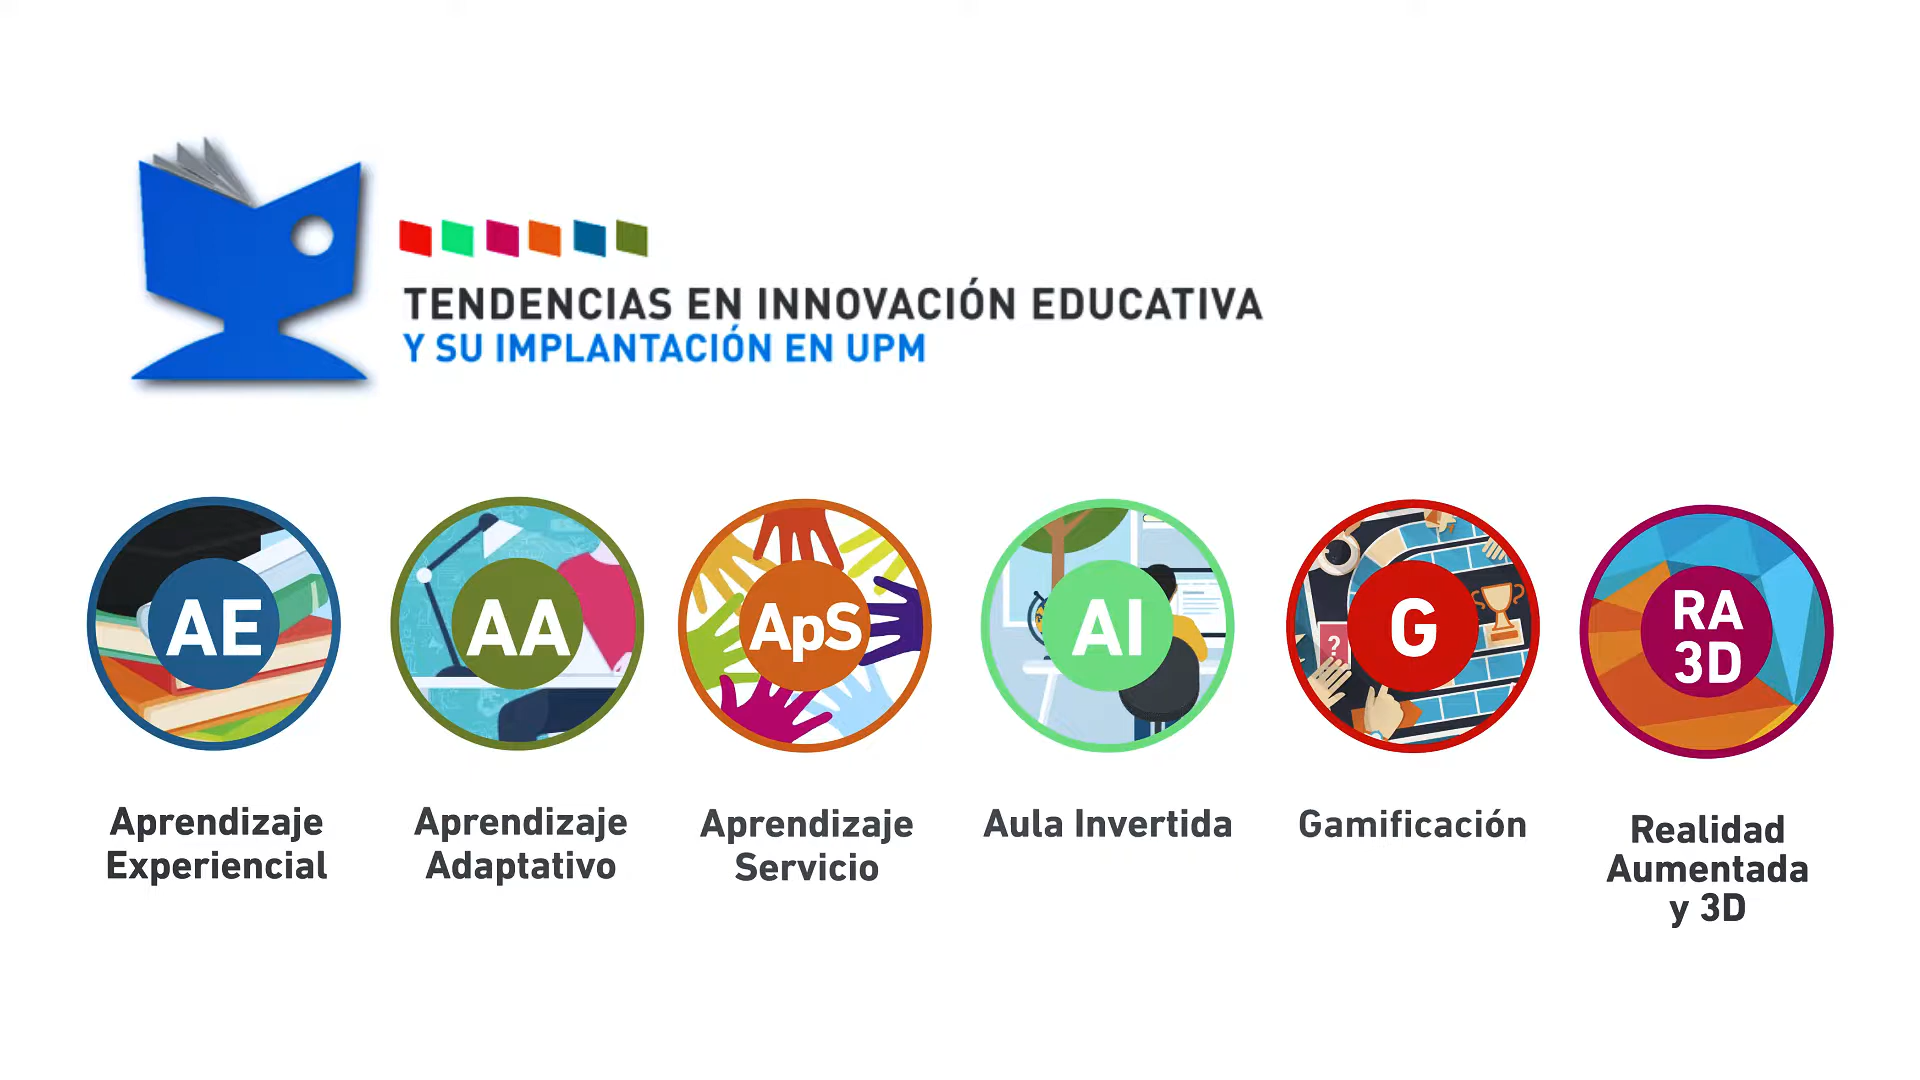 TENDENCIAS EN INNOVACIÓN EDUCATIVA
Y SU IMPLANTACIÓN EN UPM
AE
AA
ApS
AI
?
G
RA
3D
Aprendizaje
Experiencial
Aprendizaje
Adaptativo
Aprendizaje
Servicio
Aula Invertida
Gamificación
Realidad
Aumentada
y 3D